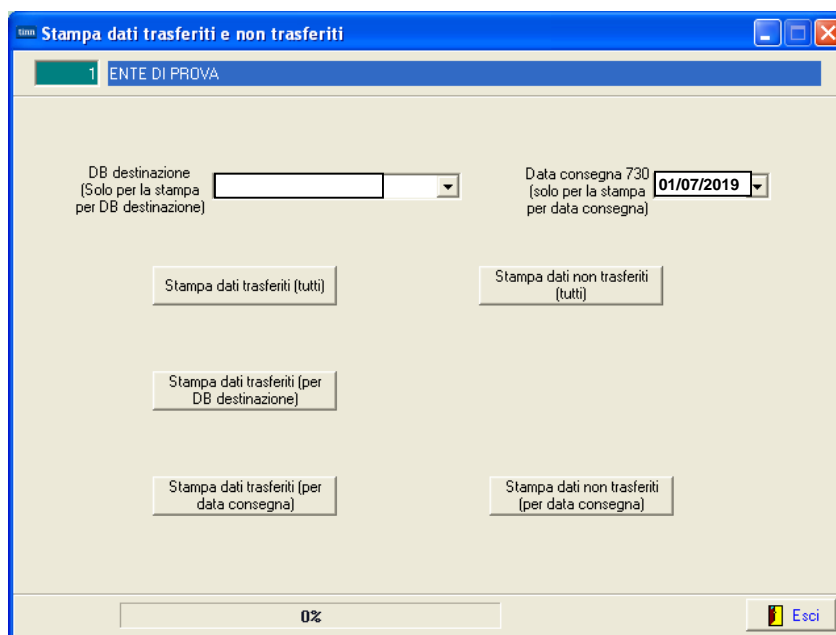 tinn Stampa dati trasferiti e non trasferiti
1 ENTE DI PROVA
DB destinazione
(Solo per la stampa
per DB destinazione)
Data consegna 730
(solo per la stampa
per data consegna)
01/07/2019
Stampa dati trasferiti (tutti)
Stampa dati non trasferiti
(tutti)
Stampa dati trasferiti (per
DB destinazione)
Stampa dati trasferiti (per
data consegna)
Stampa dati non trasferiti
(per data consegna)
0%
Esci